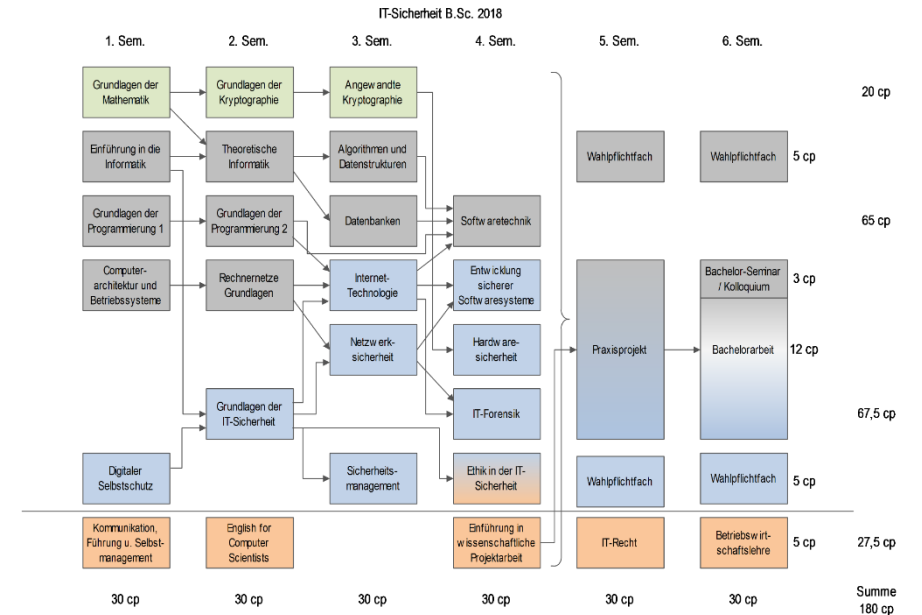 IT-Sicherheit B.Sc. 2018
1. Sem.
2. Sem.
3. Sem.
4. Sem.
5. Sem.
6. Sem.
Grundlagen der
Mathematik
Grundlagen der
Kryptographie
Angewandte
Kryptographie
20 cp
Einführung in die
Informatik
Theoretische
Informatik
Algorithmen und
Datenstrukturen
Wahlpflichtfach
Wahlpflichtfach
5 cp
Grundlagen der
Programmierung 1
Grundlagen der
Programmierung 2
Datenbanken
Softwaretechnik
65 cp
Computer-
architektur und
Betriebssysteme
Rechnernetze
Grundlagen
Internet-
Technologie
Entwicklung
sicherer
Softwaresysteme
Bachelor-Seminar
/ Kolloquium
3 cp
Netzwerk-
sicherheit
Hardware-
sicherheit
Praxisprojekt
Bachelorarbeit
12 cp
Grundlagen der
IT-Sicherheit
IT-Forensik
67,5 cp
Digitaler
Selbstschutz
Sicherheits-
management
Ethik in der IT-
Sicherheit
Wahlpflichtfach
Wahlpflichtfach
5 cp
Kommunikation,
Führung u. Selbst-
management
English for
Computer
Scientists
Einführung in
wissenschaftliche
Projektarbeit
IT-Recht
Betriebswirt-
schaftslehre
5 cp
27,5 cp
30 cp
30 cp
30 cp
30 cp
30 cp
30 cp
Summe
180 cp